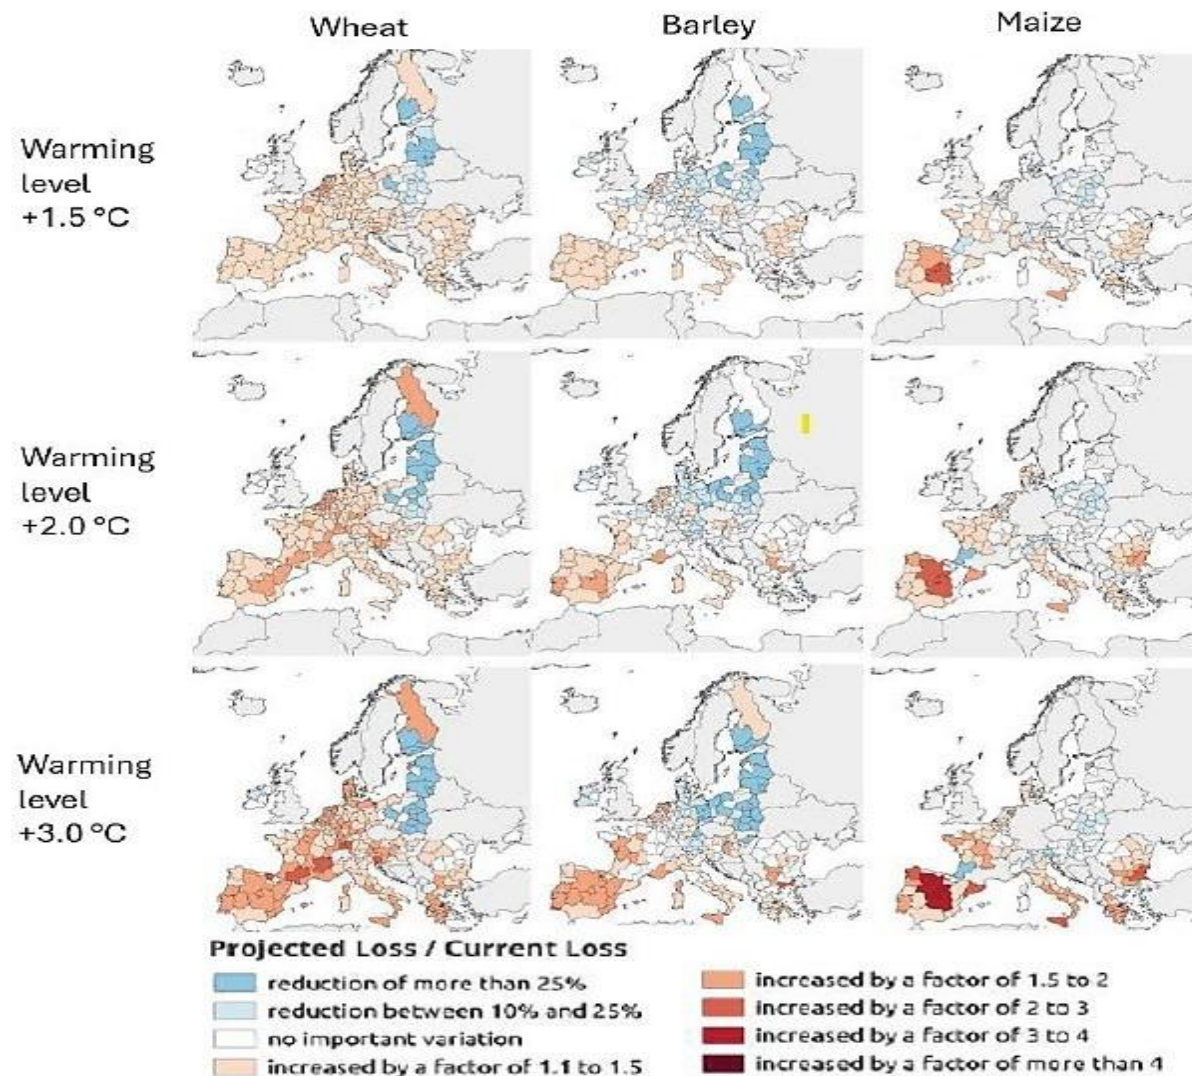 Wheat
Barley
Maize
Warming
level
+1.5 ºC
Warming
level
+2.0 ºC
Warming
level
+3.0 ºC
Projected Loss / Current Loss
reduction of more than 25%
reduction between 10% and 25%
no important variation
increased by a factor of 1.1 to 1.5
increased by a factor of 1.5 to 2
increased by a factor of 2 to 3
increased by a factor of 3 to 4
increased by a factor of more than 4